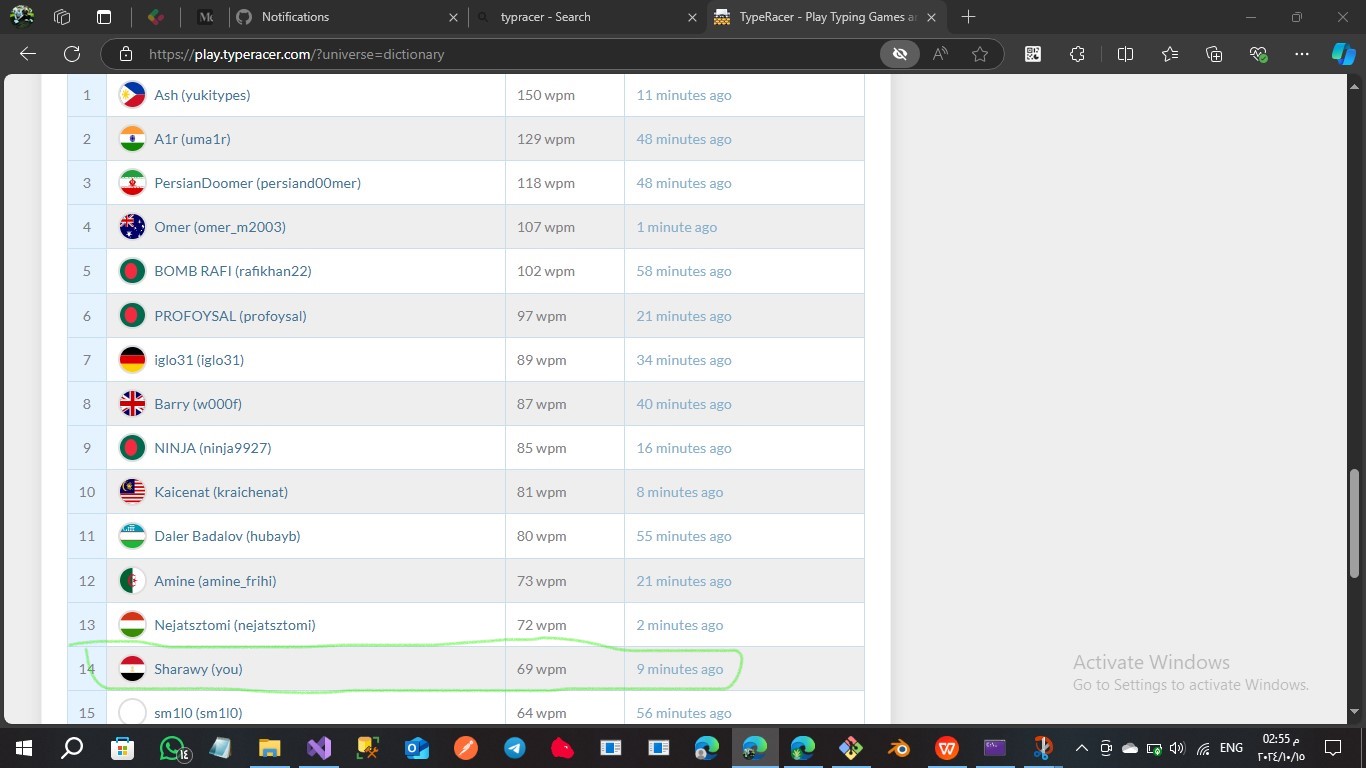 Notifications
typracer - Search
TypeRacer - Play Typing Games a
https://play.typeracer.com/?universe=dictionary
1 Ash (yukitypes) 150 wpm 11 minutes ago
2 A1r (uma1r) 129 wpm 48 minutes ago
3 PersianDoomer (persiand00mer) 118 wpm 48 minutes ago
4 Omer (omer_m2003) 107 wpm 1 minute ago
5 BOMB RAFI (rafikhan22) 102 wpm 58 minutes ago
6 PROFOYSAL (profoysal) 97 wpm 21 minutes ago
7 iglo31 (iglo31) 89 wpm 34 minutes ago
8 Barry (w000f) 87 wpm 40 minutes ago
9 NINJA (ninja9927) 85 wpm 16 minutes ago
10 Kaicenat (kraichenat) 81 wpm 8 minutes ago
11 Daler Badalov (hubayb) 80 wpm 55 minutes ago
12 Amine (amine_frihi) 73 wpm 21 minutes ago
13 Nejatsztomi (nejatsztomi) 72 wpm 2 minutes ago
14 Sharawy (you) 69 wpm 9 minutes ago
15 sm1l0 (sm1l0) 64 wpm 56 minutes ago
Activate Windows
Go to Settings to activate Windows.
١٤
ENG
02:55 م
٢٠٢٤/١٠/١٥